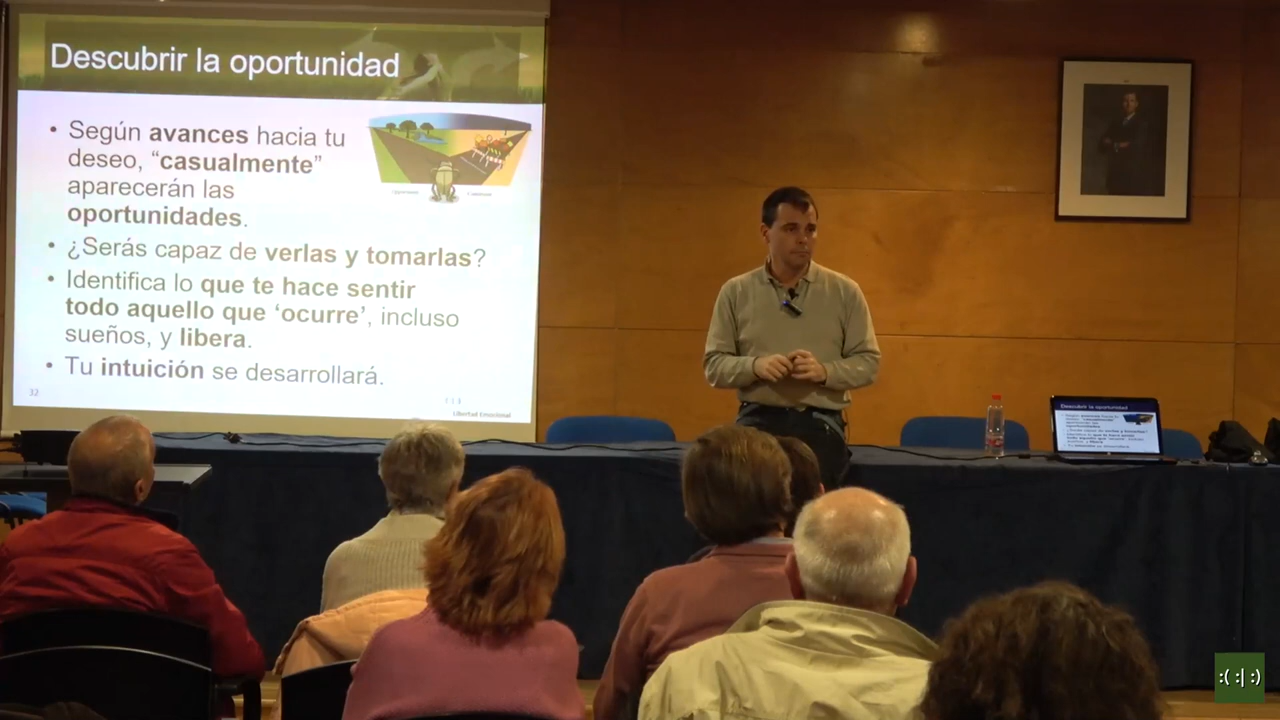 Descubrir la oportunidad
• Según avances hacia tu
deseo, “casualmente”
aparecerán las
oportunidades.
• ¿Serás capaz de verlas y tomarlas?
• Identifica lo que te hace sentir
todo aquello que ‘ocurre’, incluso
sueños, y libera.
• Tu intuición se desarrollará.
32
Libertad Emocional
Descubrir la oportunidad
:( :| :)